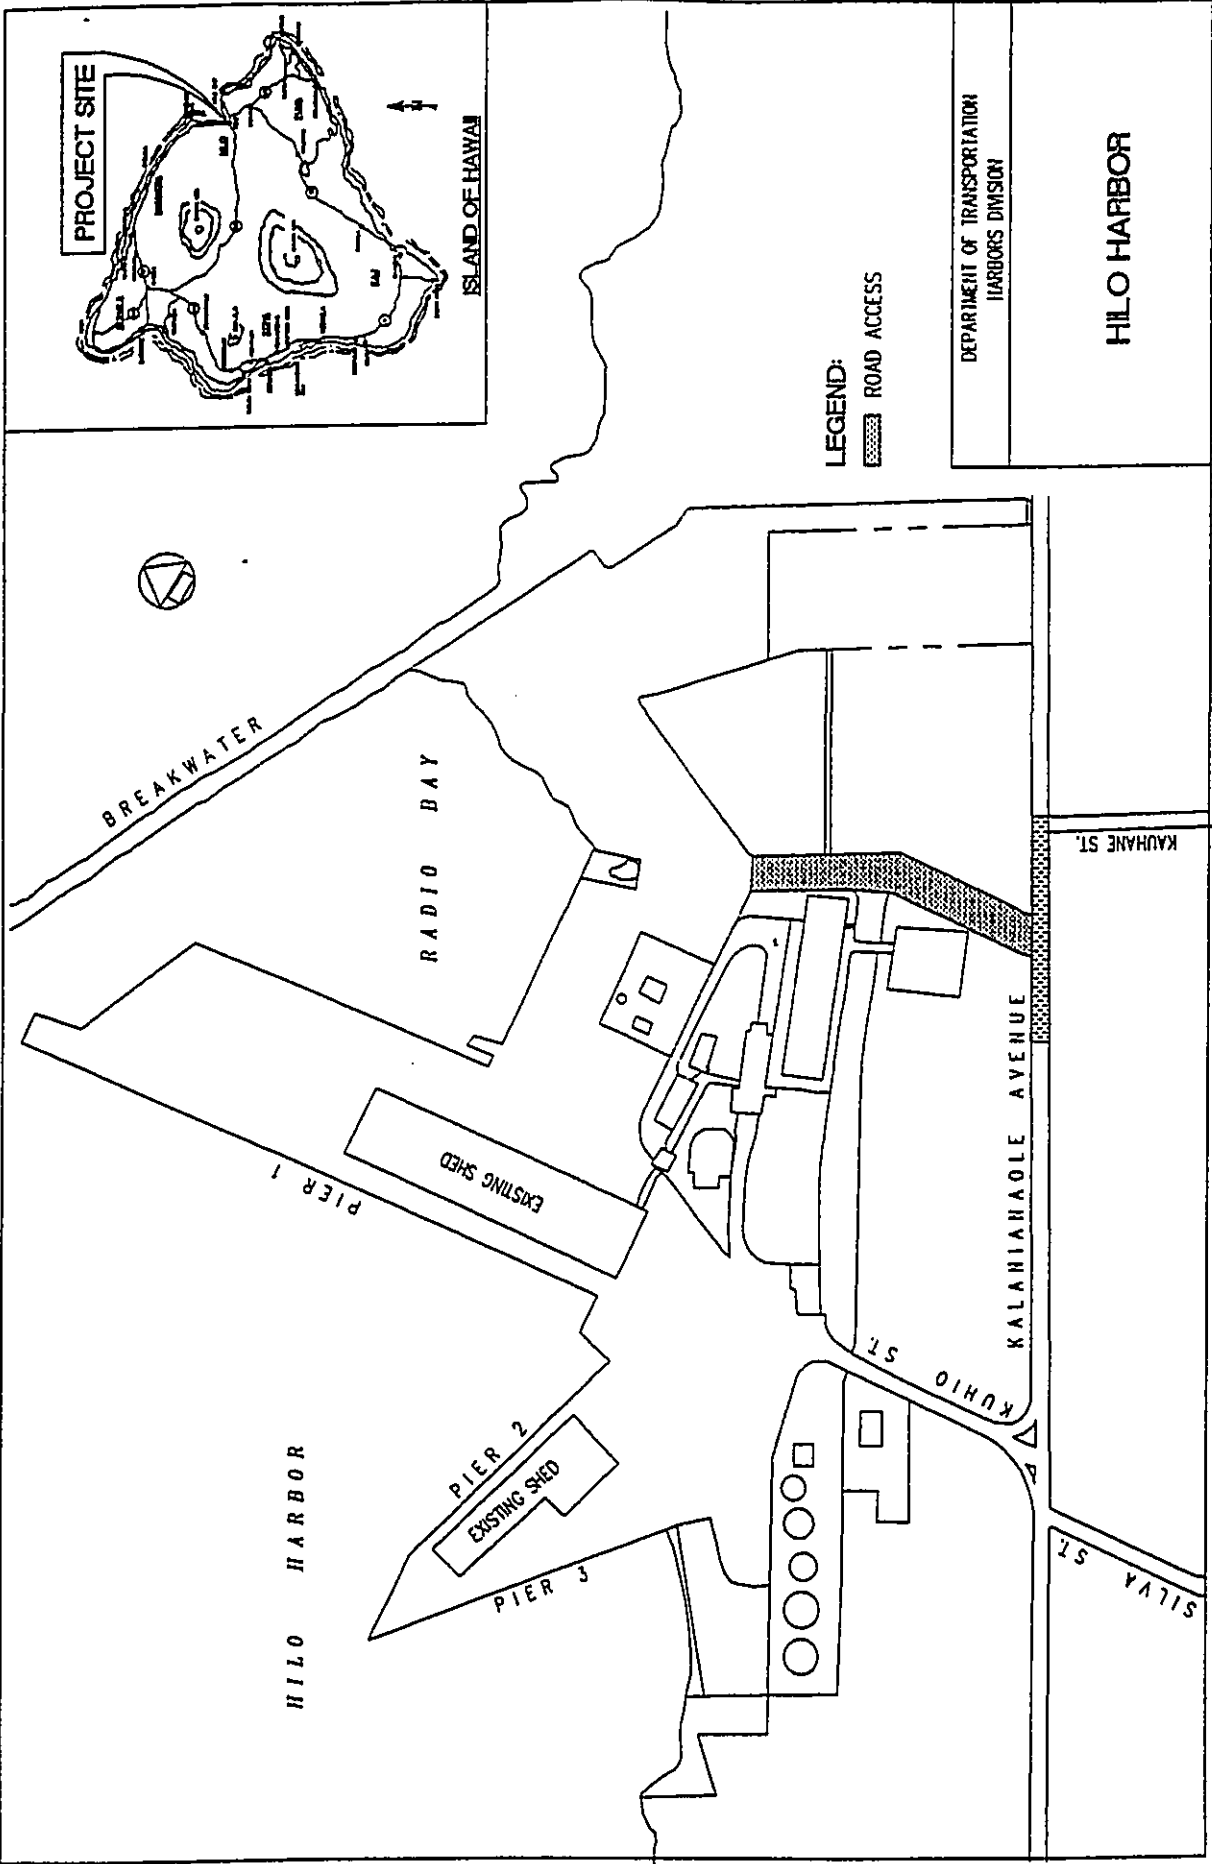 PROJECT SITE
ISLAND OF HAWAII
BREAKWATER
RADIO BAY
HILO HARBOR
PIER 1
EXISTING SHED
PIER 2
EXISTING SHED
PIER 3
KUHIO ST.
KALANIANAOLE AVENUE
KAUHANE ST.
SILVA ST.
LEGEND:
ROAD ACCESS
DEPARTMENT OF TRANSPORTATION
HARBORS DIVISION
HILO HARBOR